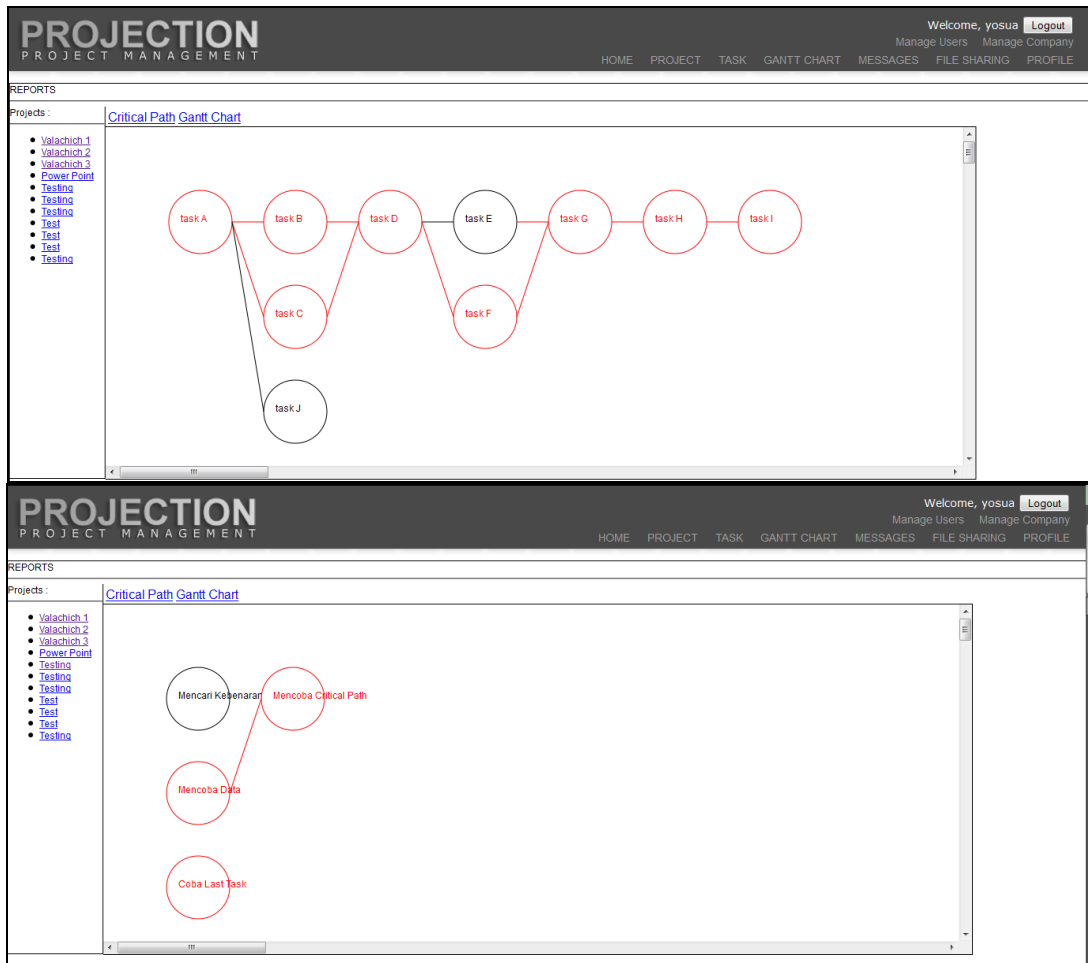 PROJECTION
PROJECT MANAGEMENT
Welcome, yosua Logout
Manage Users Manage Company
HOME PROJECT TASK GANTT CHART MESSAGES FILE SHARING PROFILE
REPORTS
Projects :
Critical Path Gantt Chart
Valachich 1
Valachich 2
Valachich 3
Power Point
Testing
Testing
Testing
Test
Test
Test
Testing
task A task B task D task E task G task H task I
task C task F
task J
PROJECTION
PROJECT MANAGEMENT
Welcome, yosua Logout
Manage Users Manage Company
HOME PROJECT TASK GANTT CHART MESSAGES FILE SHARING PROFILE
REPORTS
Projects :
Critical Path Gantt Chart
Valachich 1
Valachich 2
Valachich 3
Power Point
Testing
Testing
Testing
Test
Test
Test
Testing
Mencari Kebenaran Mencoba Critical Path
Mencoba Data
Coba Last Task